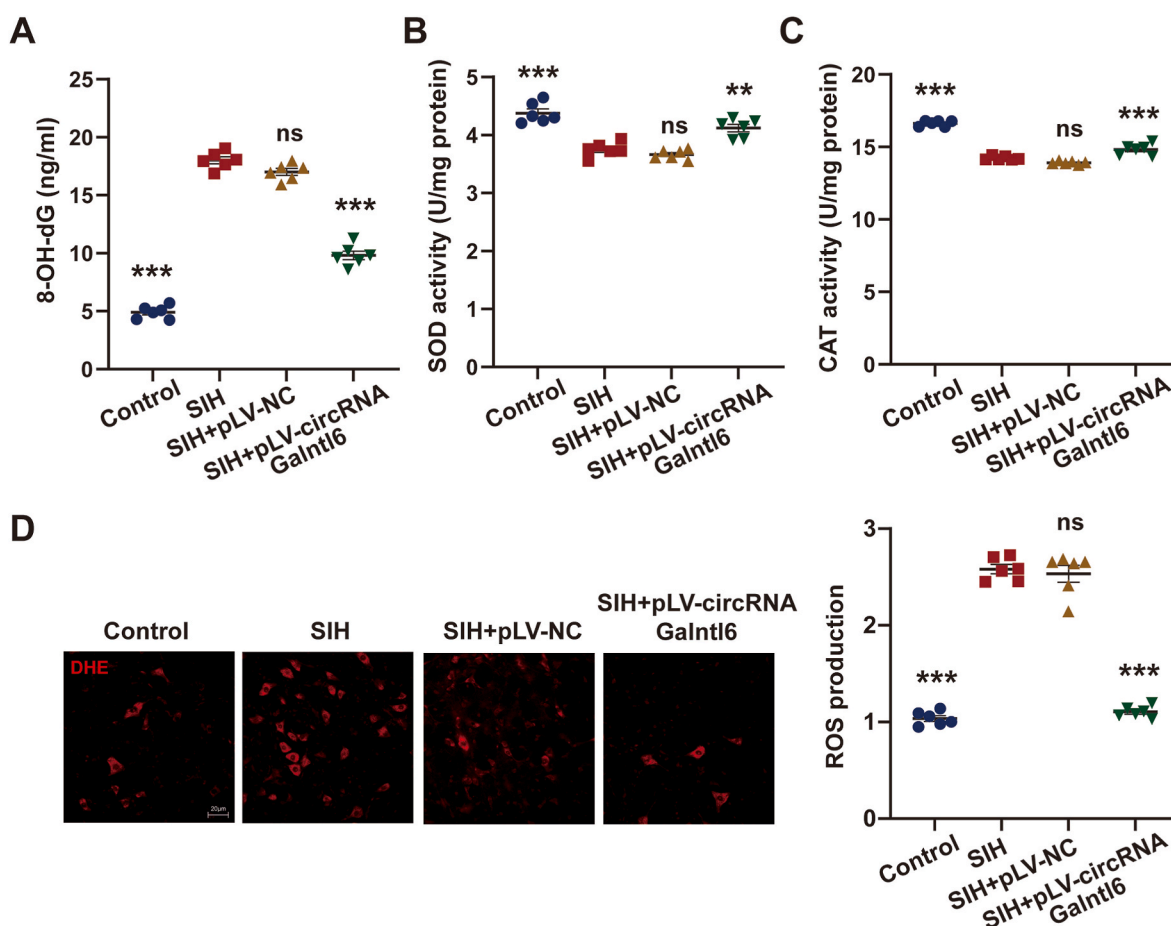 A
8-OH-dG (ng/ml)
25
20
15
10
5
0
***
ns
***
Control
SIH
SIH+pLV-NC
SIH+pLV-circRNA
Galntl6
B
SOD activity (U/mg protein)
5
4
3
2
1
0
***
ns
**
Control
SIH
SIH+pLV-NC
SIH+pLV-circRNA
Galntl6
C
CAT activity (U/mg protein)
20
15
10
5
0
***
ns
***
Control
SIH
SIH+pLV-NC
SIH+pLV-circRNA
Galntl6
D
Control
SIH
SIH+pLV-NC
SIH+pLV-circRNA
Galntl6
DHE
20μm
ROS production
3
2
1
0
***
ns
***
Control
SIH
SIH+pLV-NC
SIH+pLV-circRNA
Galntl6